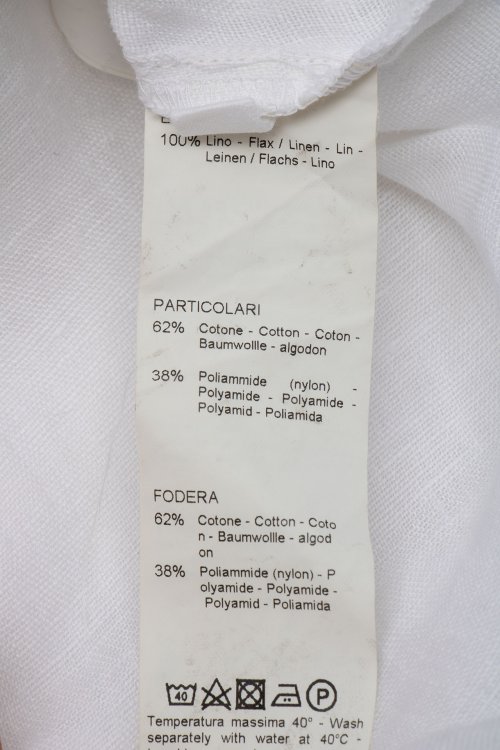 100% Lino - Flax / Linen - Lin -
Leinen / Flachs - Lino
PARTICOLARI
62% Cotone - Cotton - Coton -
Baumwollle - algodon
38% Poliammide (nylon) -
Polyamide - Polyamide -
Polyamid - Poliamida
FODERA
62% Cotone - Cotton - Coto
n - Baumwollle - algod
on
38% Poliammide (nylon) - P
olyamide - Polyamide -
Polyamid - Poliamida
40 P
Temperatura massima 40° - Wash
separately with water at 40°C -